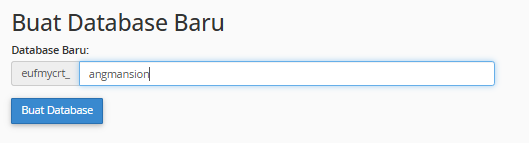 Buat Database Baru
Database Baru:
eufmycrt_ angmansion
Buat Database